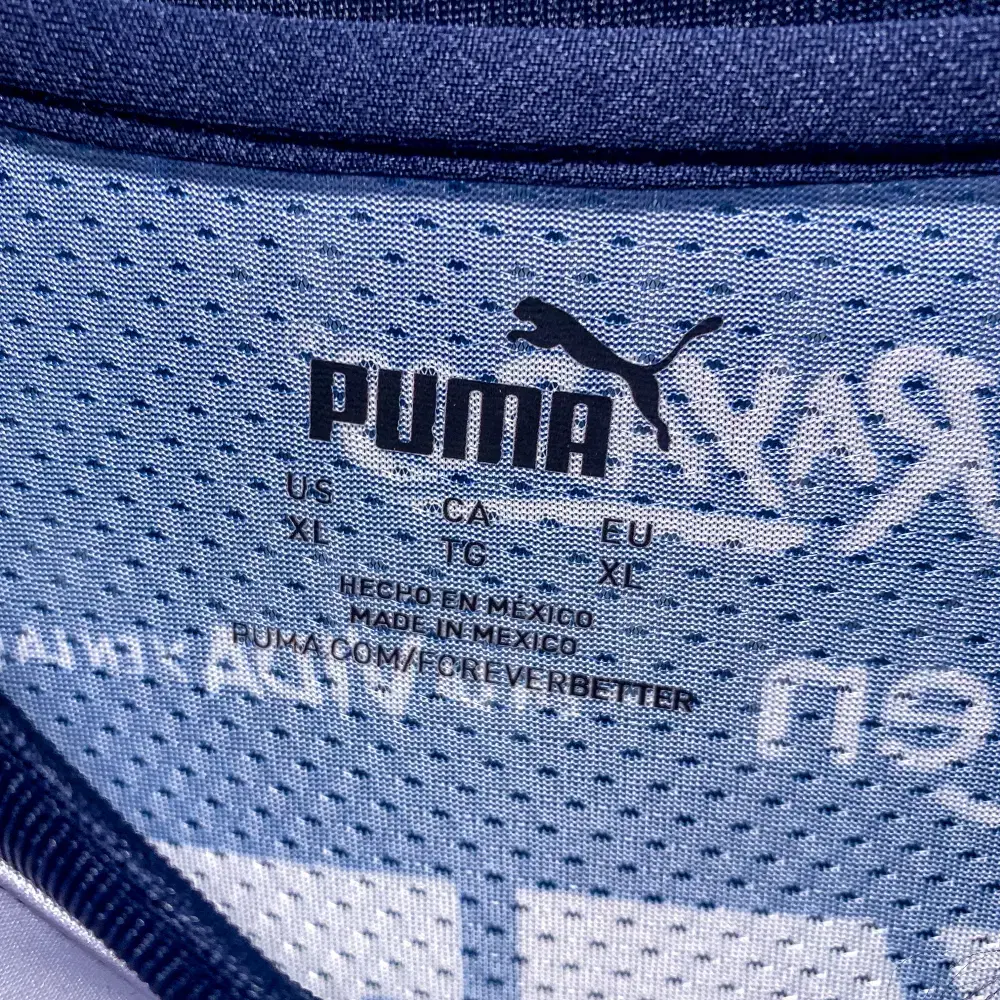 PUMA
US CA EU
XL TG XL
HECHO EN MÉXICO
MADE IN MEXICO
PUMA.COM/FOREVERBETTER